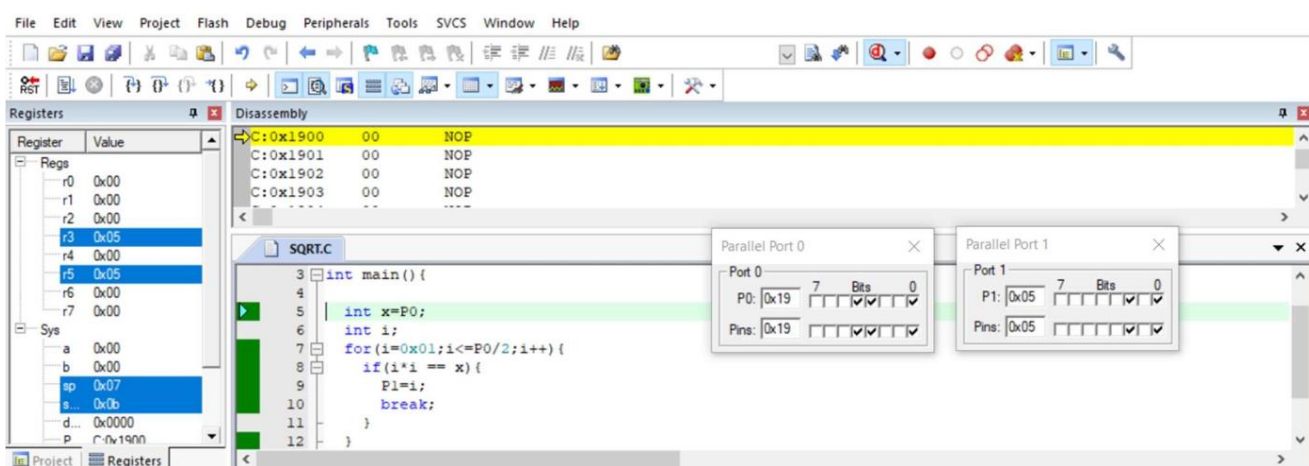 File Edit View Project Flash Debug Peripherals Tools SVCS Window Help
RST
Registers
Register Value
Regs
r0 0x00
r1 0x00
r2 0x00
r3 0x05
r4 0x00
r5 0x05
r6 0x00
r7 0x00
Sys
a 0x00
b 0x00
sp 0x07
s... 0x0b
d... 0x0000
P C:0x1900
Project Registers
Disassembly
C:0x1900 00 NOP
C:0x1901 00 NOP
C:0x1902 00 NOP
C:0x1903 00 NOP
SQRT.C
3 int main(){
4
5 int x=P0;
6 int i;
7 for(i=0x01;i<=P0/2;i++){
8 if(i*i == x){
9 P1=i;
10 break;
11 }
12 }
Parallel Port 0
Port 0
P0: 0x19 7 Bits 0
Pins: 0x19
Parallel Port 1
Port 1
P1: 0x05 7 Bits 0
Pins: 0x05